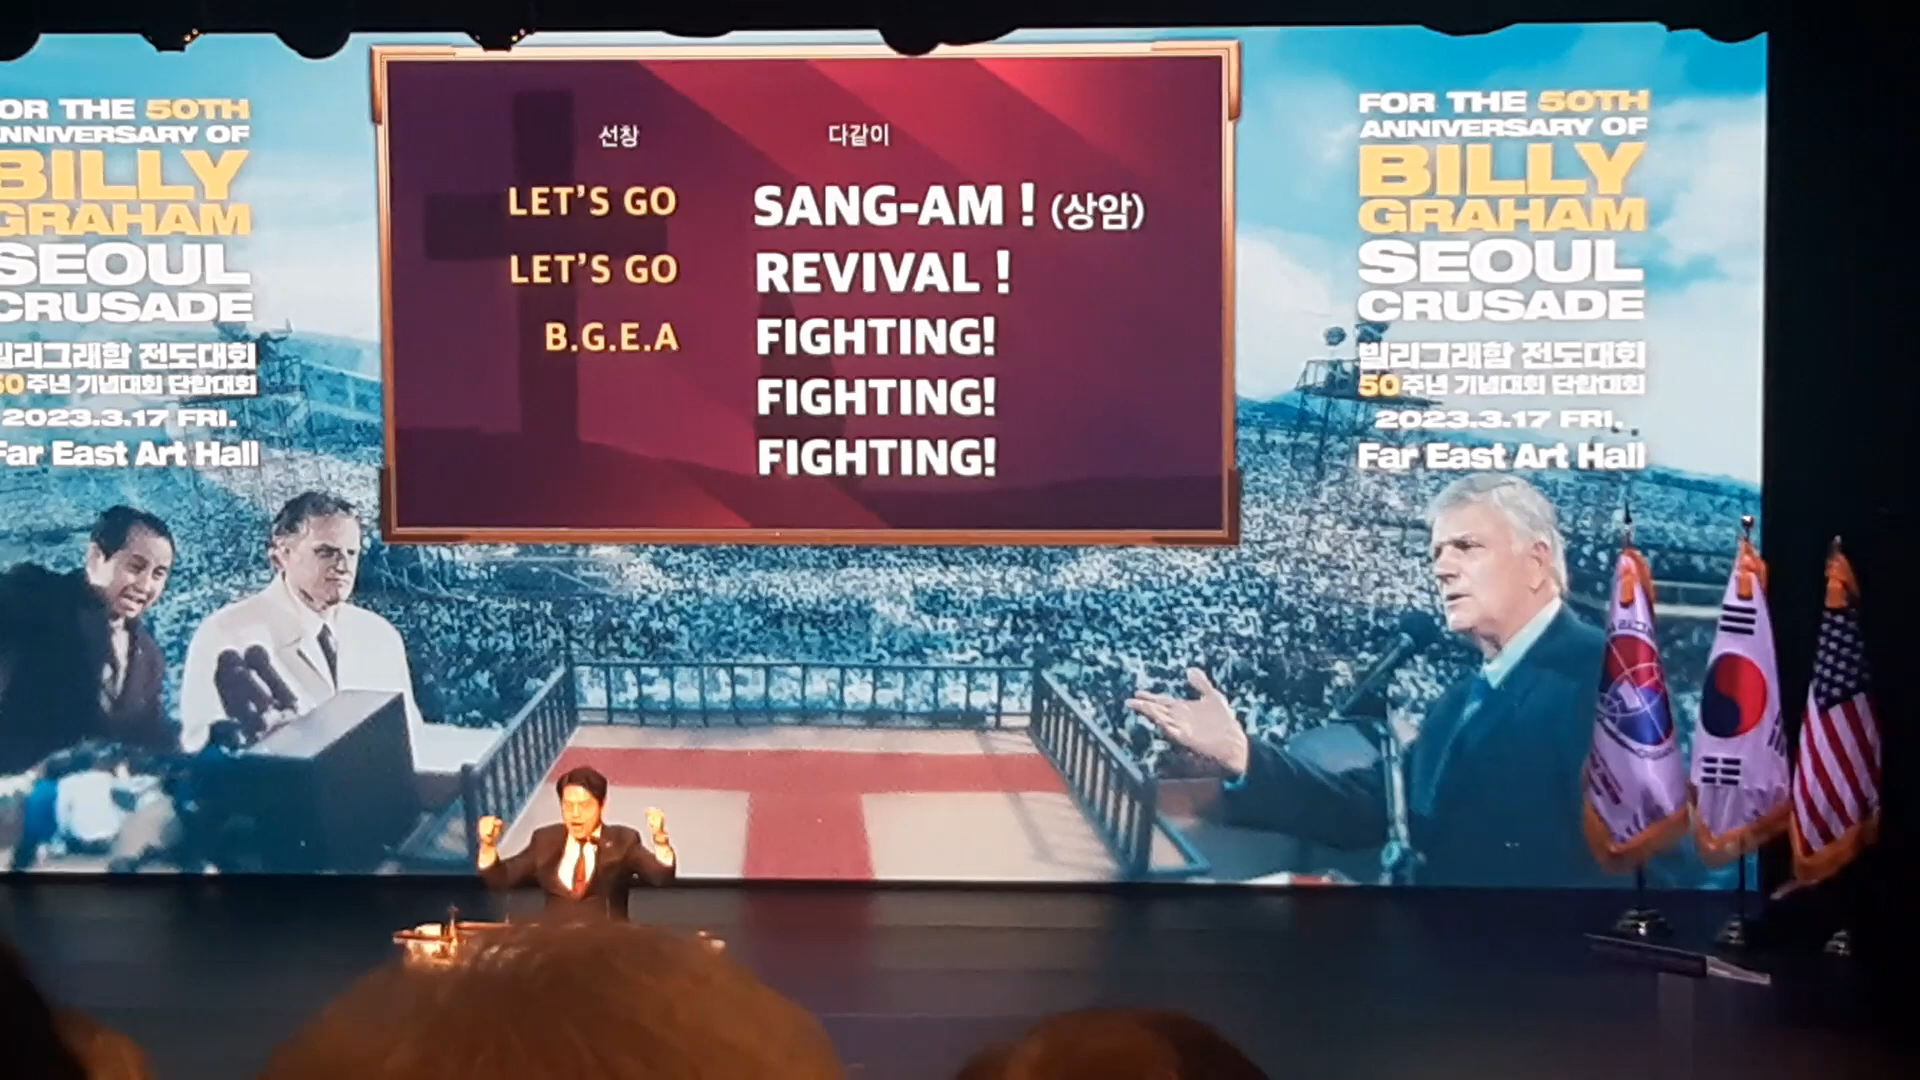 OR THE 50TH
NNIVERSARY OF
BILLY
GRAHAM
SEOUL
CRUSADE
빌리그래함 전도대회
50주년 기념대회 단합대회
2023.3.17 FRI.
Far East Art Hall
선창 다같이
LET'S GO SANG-AM ! (상암)
LET'S GO REVIVAL !
B.G.E.A FIGHTING!
FIGHTING!
FIGHTING!
FOR THE 50TH
ANNIVERSARY OF
BILLY
GRAHAM
SEOUL
CRUSADE
빌리그래함 전도대회
50주년 기념대회 단합대회
2023.3.17 FRI.
Far East Art Hall